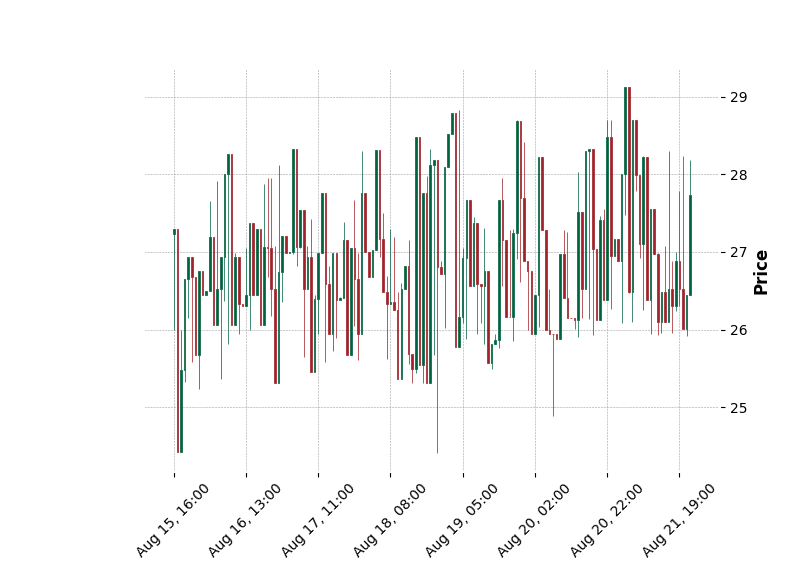 29
28
27
26
25
Price
Aug 15, 16:00
Aug 16, 13:00
Aug 17, 11:00
Aug 18, 08:00
Aug 19, 05:00
Aug 20, 02:00
Aug 20, 22:00
Aug 21, 19:00